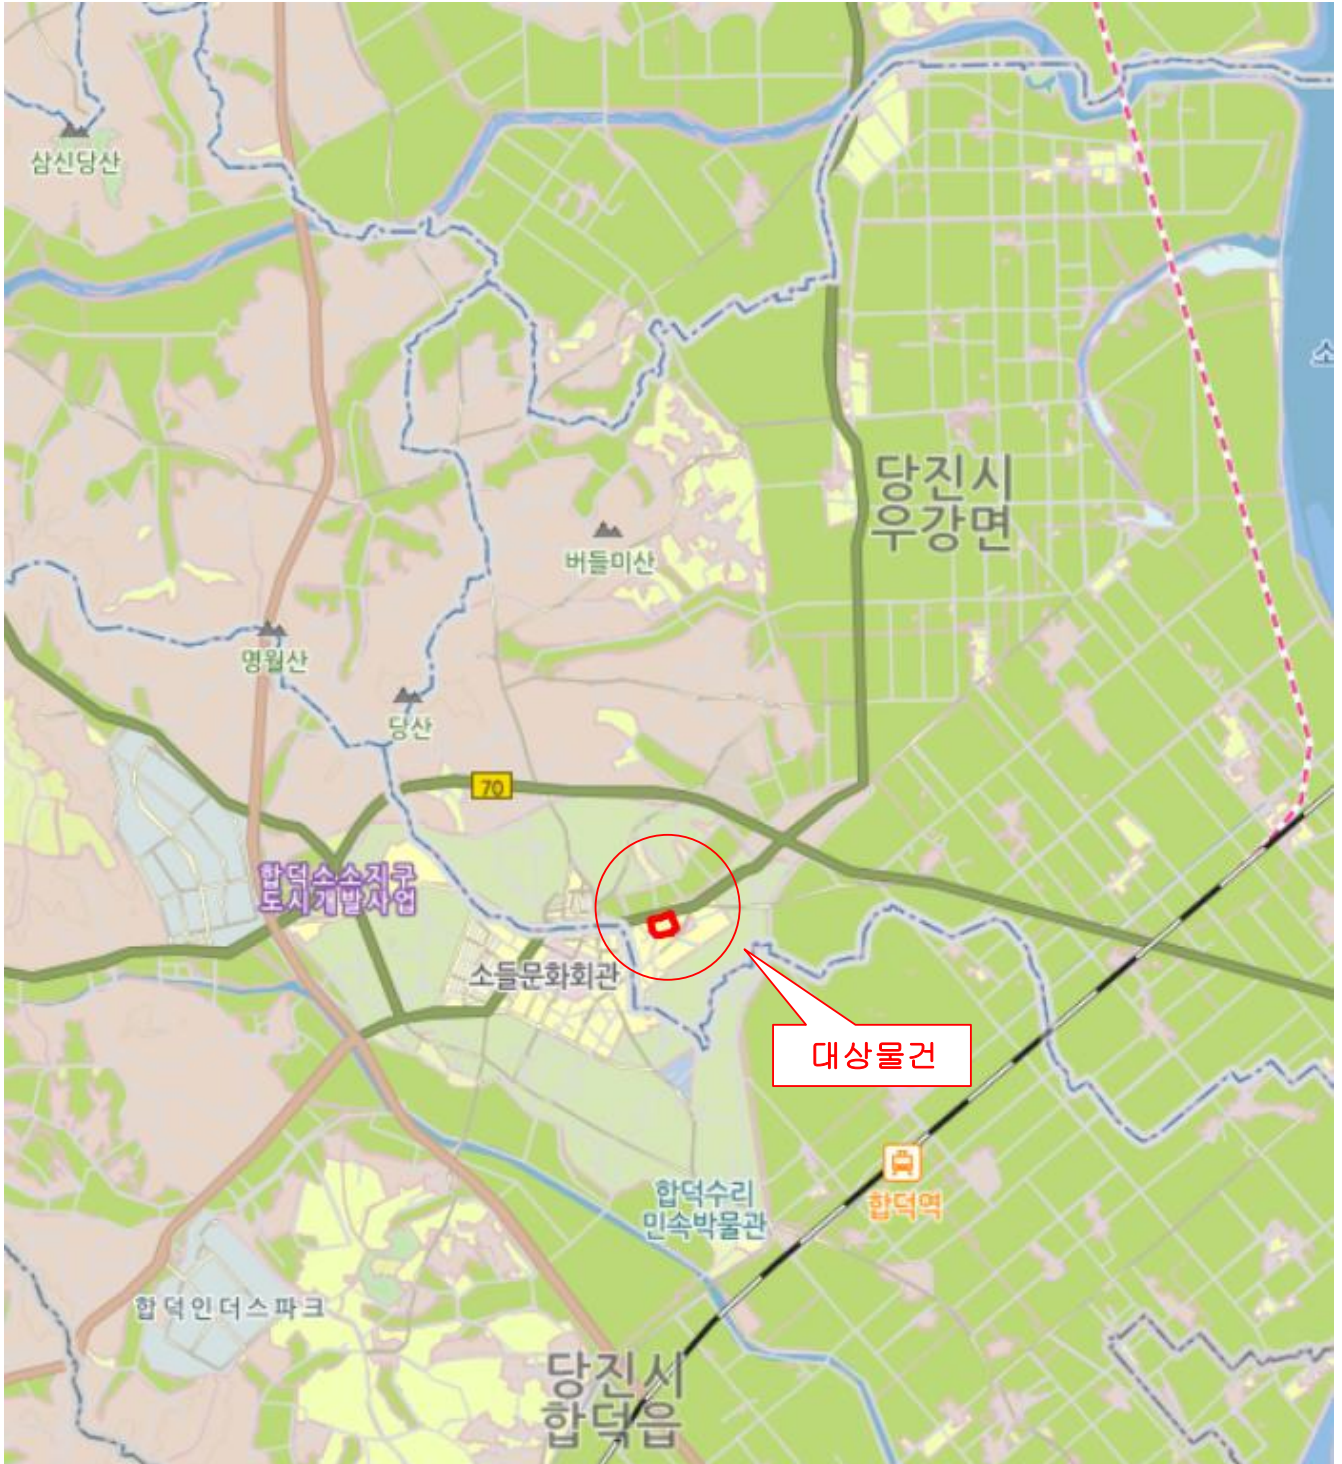 삼신당산
소
당진시
우강면
버들미산
명월산
당산
70
합덕소소지구
도시개발사업
소들문화회관
대상물건
합덕역
합덕수리
민속박물관
합덕인더스파크
당진시
합덕읍